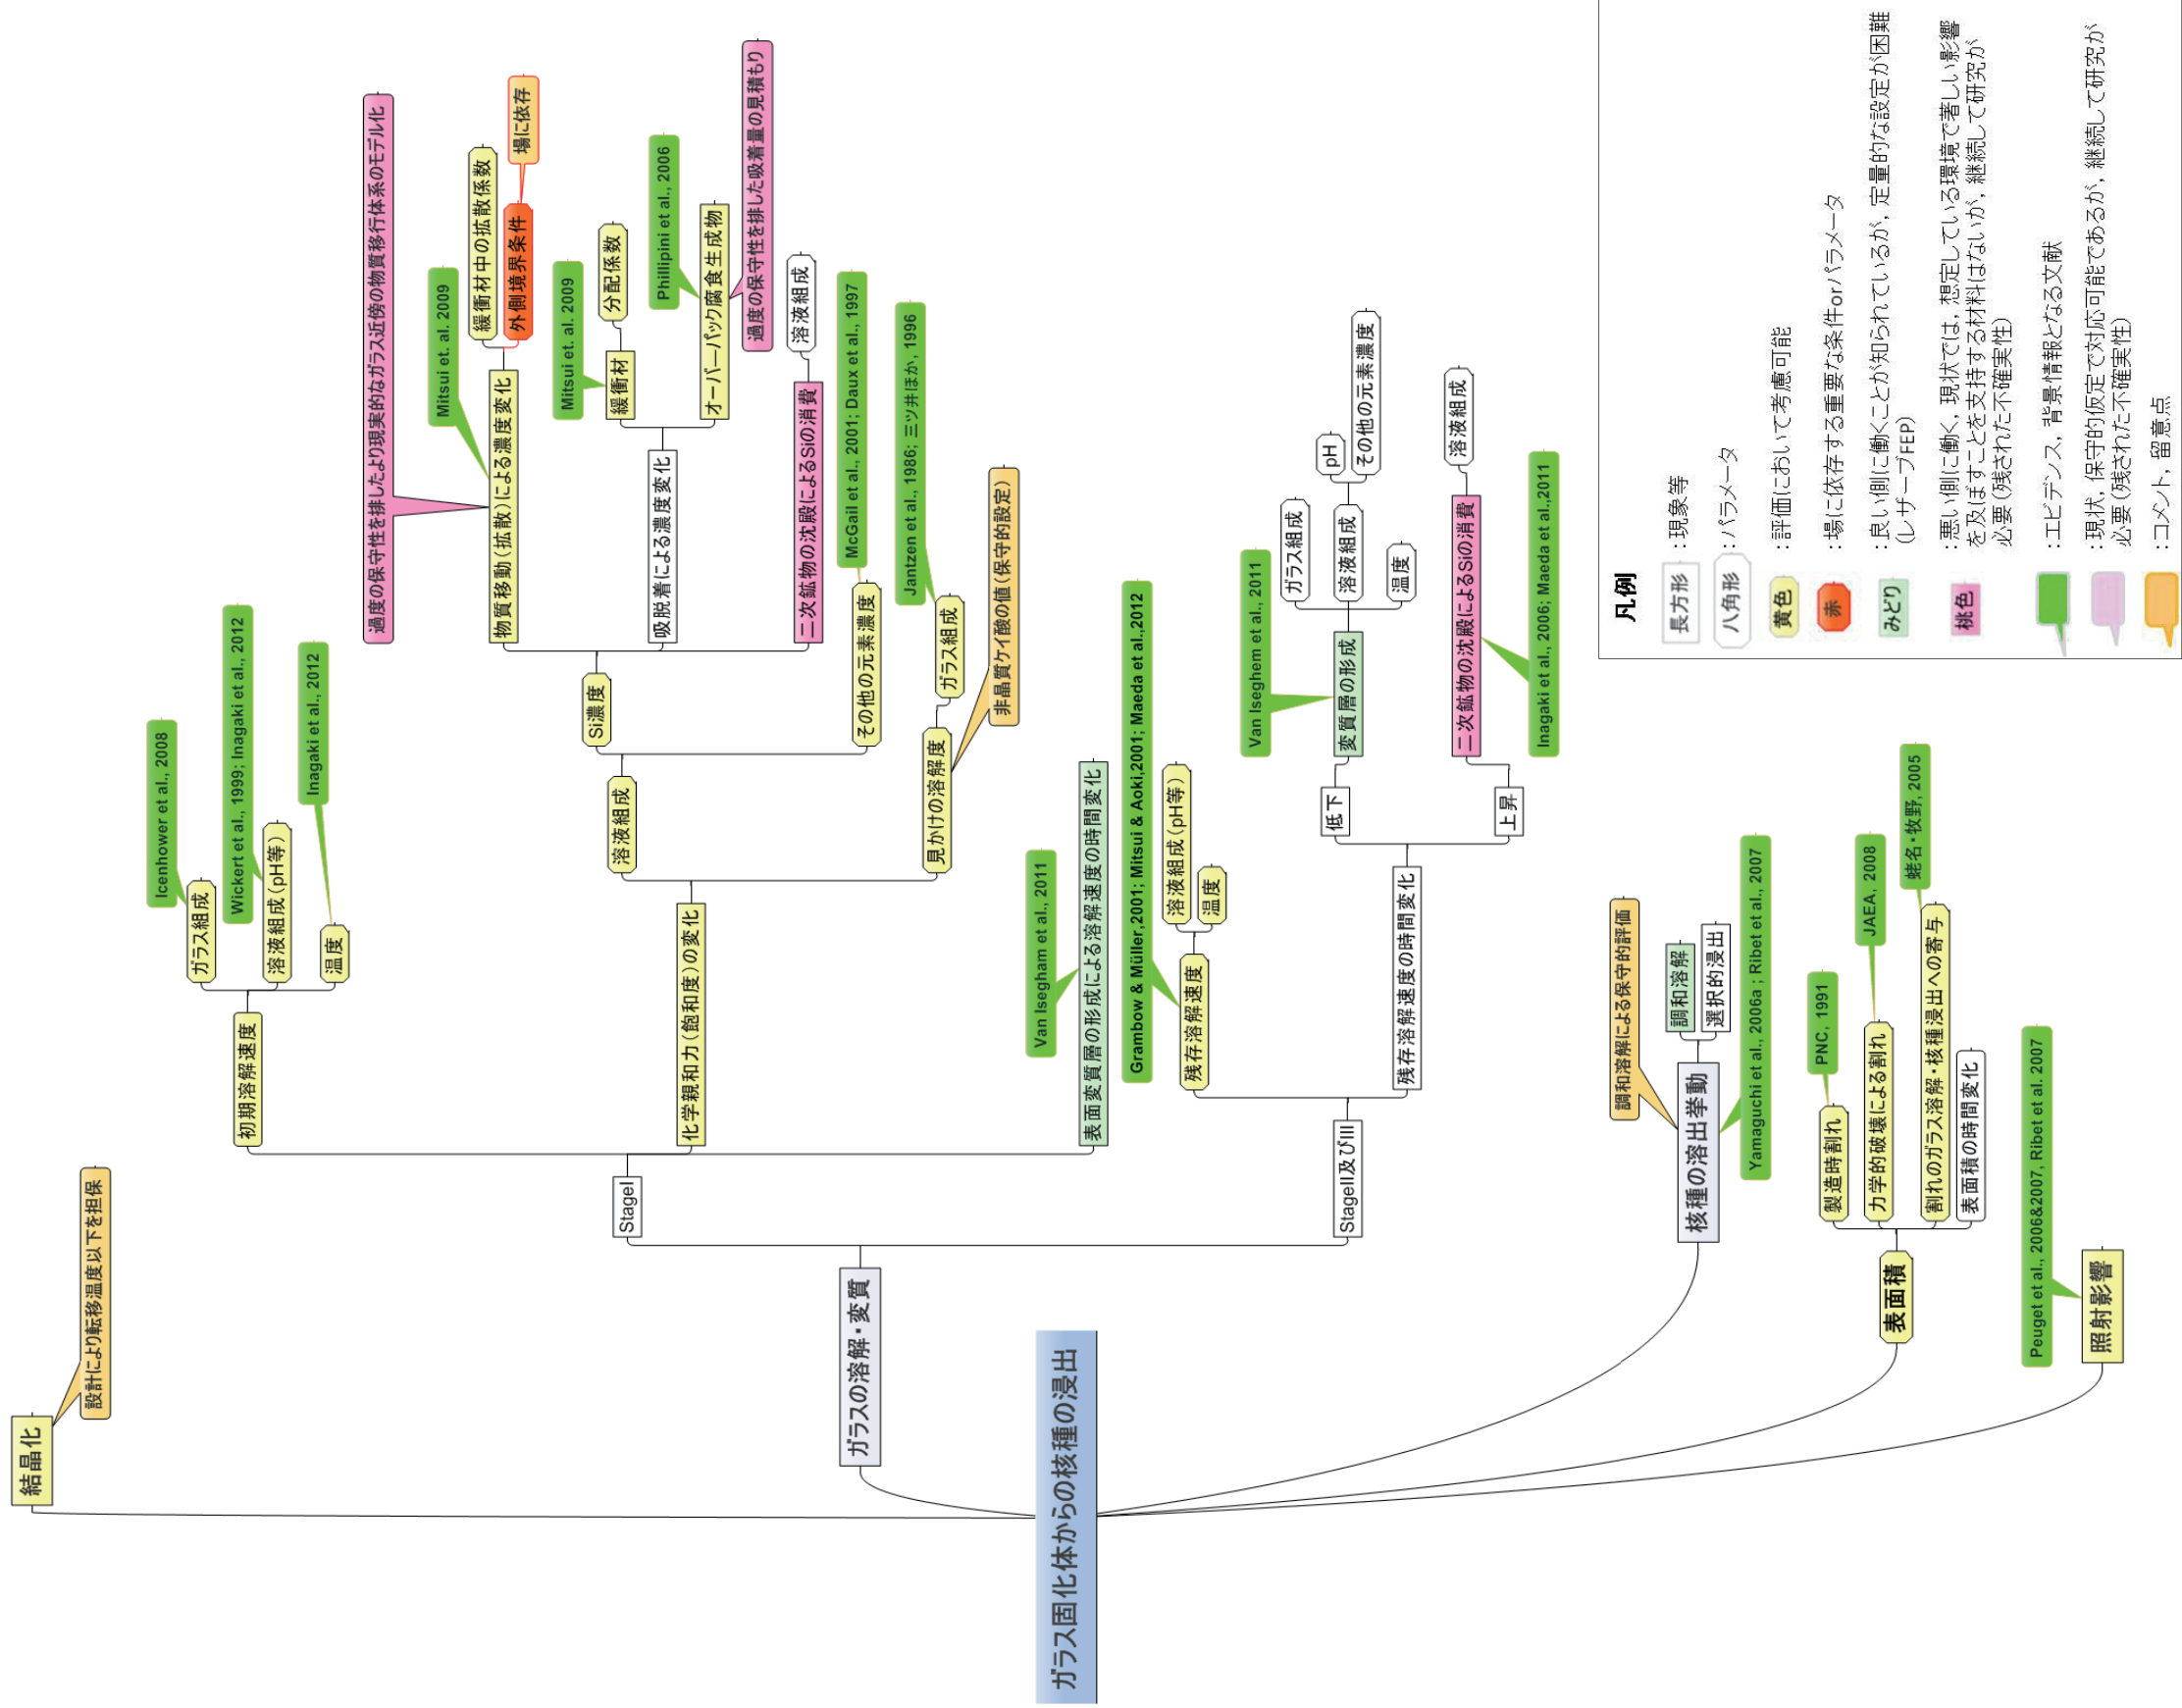 ガラス固化体からの核種の浸出
結晶化
設計により転移温度以下を担保
ガラスの溶解・変質
StageI
初期溶解速度
ガラス組成
Icenhower et al., 2008
溶液組成(pH等)
Wickert et al., 1999; Inagaki et al., 2012
温度
Inagaki et al., 2012
化学親和力(飽和度)の変化
溶液組成
Si濃度
物質移動(拡散)による濃度変化
過度の保守性を排したより現実的なガラス近傍の物質移行体系のモデル化
Mitsui et. al. 2009
緩衝材中の拡散係数
外側境界条件
場に依存
吸脱着による濃度変化
緩衝材
Mitsui et. al. 2009
分配係数
オーバーパック腐食生成物
Phillipini et al., 2006
過度の保守性を排した吸着量の見積もり
二次鉱物の沈殿によるSiの消費
溶液組成
その他の元素濃度
McGail et al., 2001; Daux et al., 1997
見かけの溶解度
ガラス組成
Jantzen et al., 1986; 三ツ井ほか, 1996
非晶質ケイ酸の値(保守的設定)
表面変質層の形成による溶解速度の時間変化
Van Isegham et al., 2011
StageII及びIII
残存溶解速度
Grambow & Müller,2001; Mitsui & Aoki,2001; Maeda et al.,2012
溶液組成(pH等)
温度
残存溶解速度の時間変化
低下
変質層の形成
Van Iseghem et al., 2011
ガラス組成
溶液組成
pH
その他の元素濃度
温度
上昇
二次鉱物の沈殿によるSiの消費
溶液組成
Inagaki et al., 2006; Maeda et al.,2011
核種の溶出挙動
調和溶解による保守的評価
調和溶解
選択的浸出
Yamaguchi et al., 2006a ; Ribet et al., 2007
表面積
製造時割れ
PNC, 1991
力学的破壊による割れ
JAEA, 2008
割れのガラス溶解・核種浸出への寄与
蛯名・牧野, 2005
表面積の時間変化
照射影響
Peuget et al., 2006&2007, Ribet et al. 2007
凡例
長方形 :現象等
八角形 :パラメータ
黄色 :評価において考慮可能
赤 :場に依存する重要な条件orパラメータ
みどり :良い側に働くことが知られているが, 定量的な設定が困難
(レザーブFEP)
桃色 :悪い側に働く, 現状では, 想定している環境で著しい影響
を及ぼすことを支持する材料はないが, 継続して研究が
必要(残された不確実性)
:エビデンス, 背景情報となる文献
:現状, 保守的仮定で対応可能であるが, 継続して研究が
必要(残された不確実性)
:コメント, 留意点